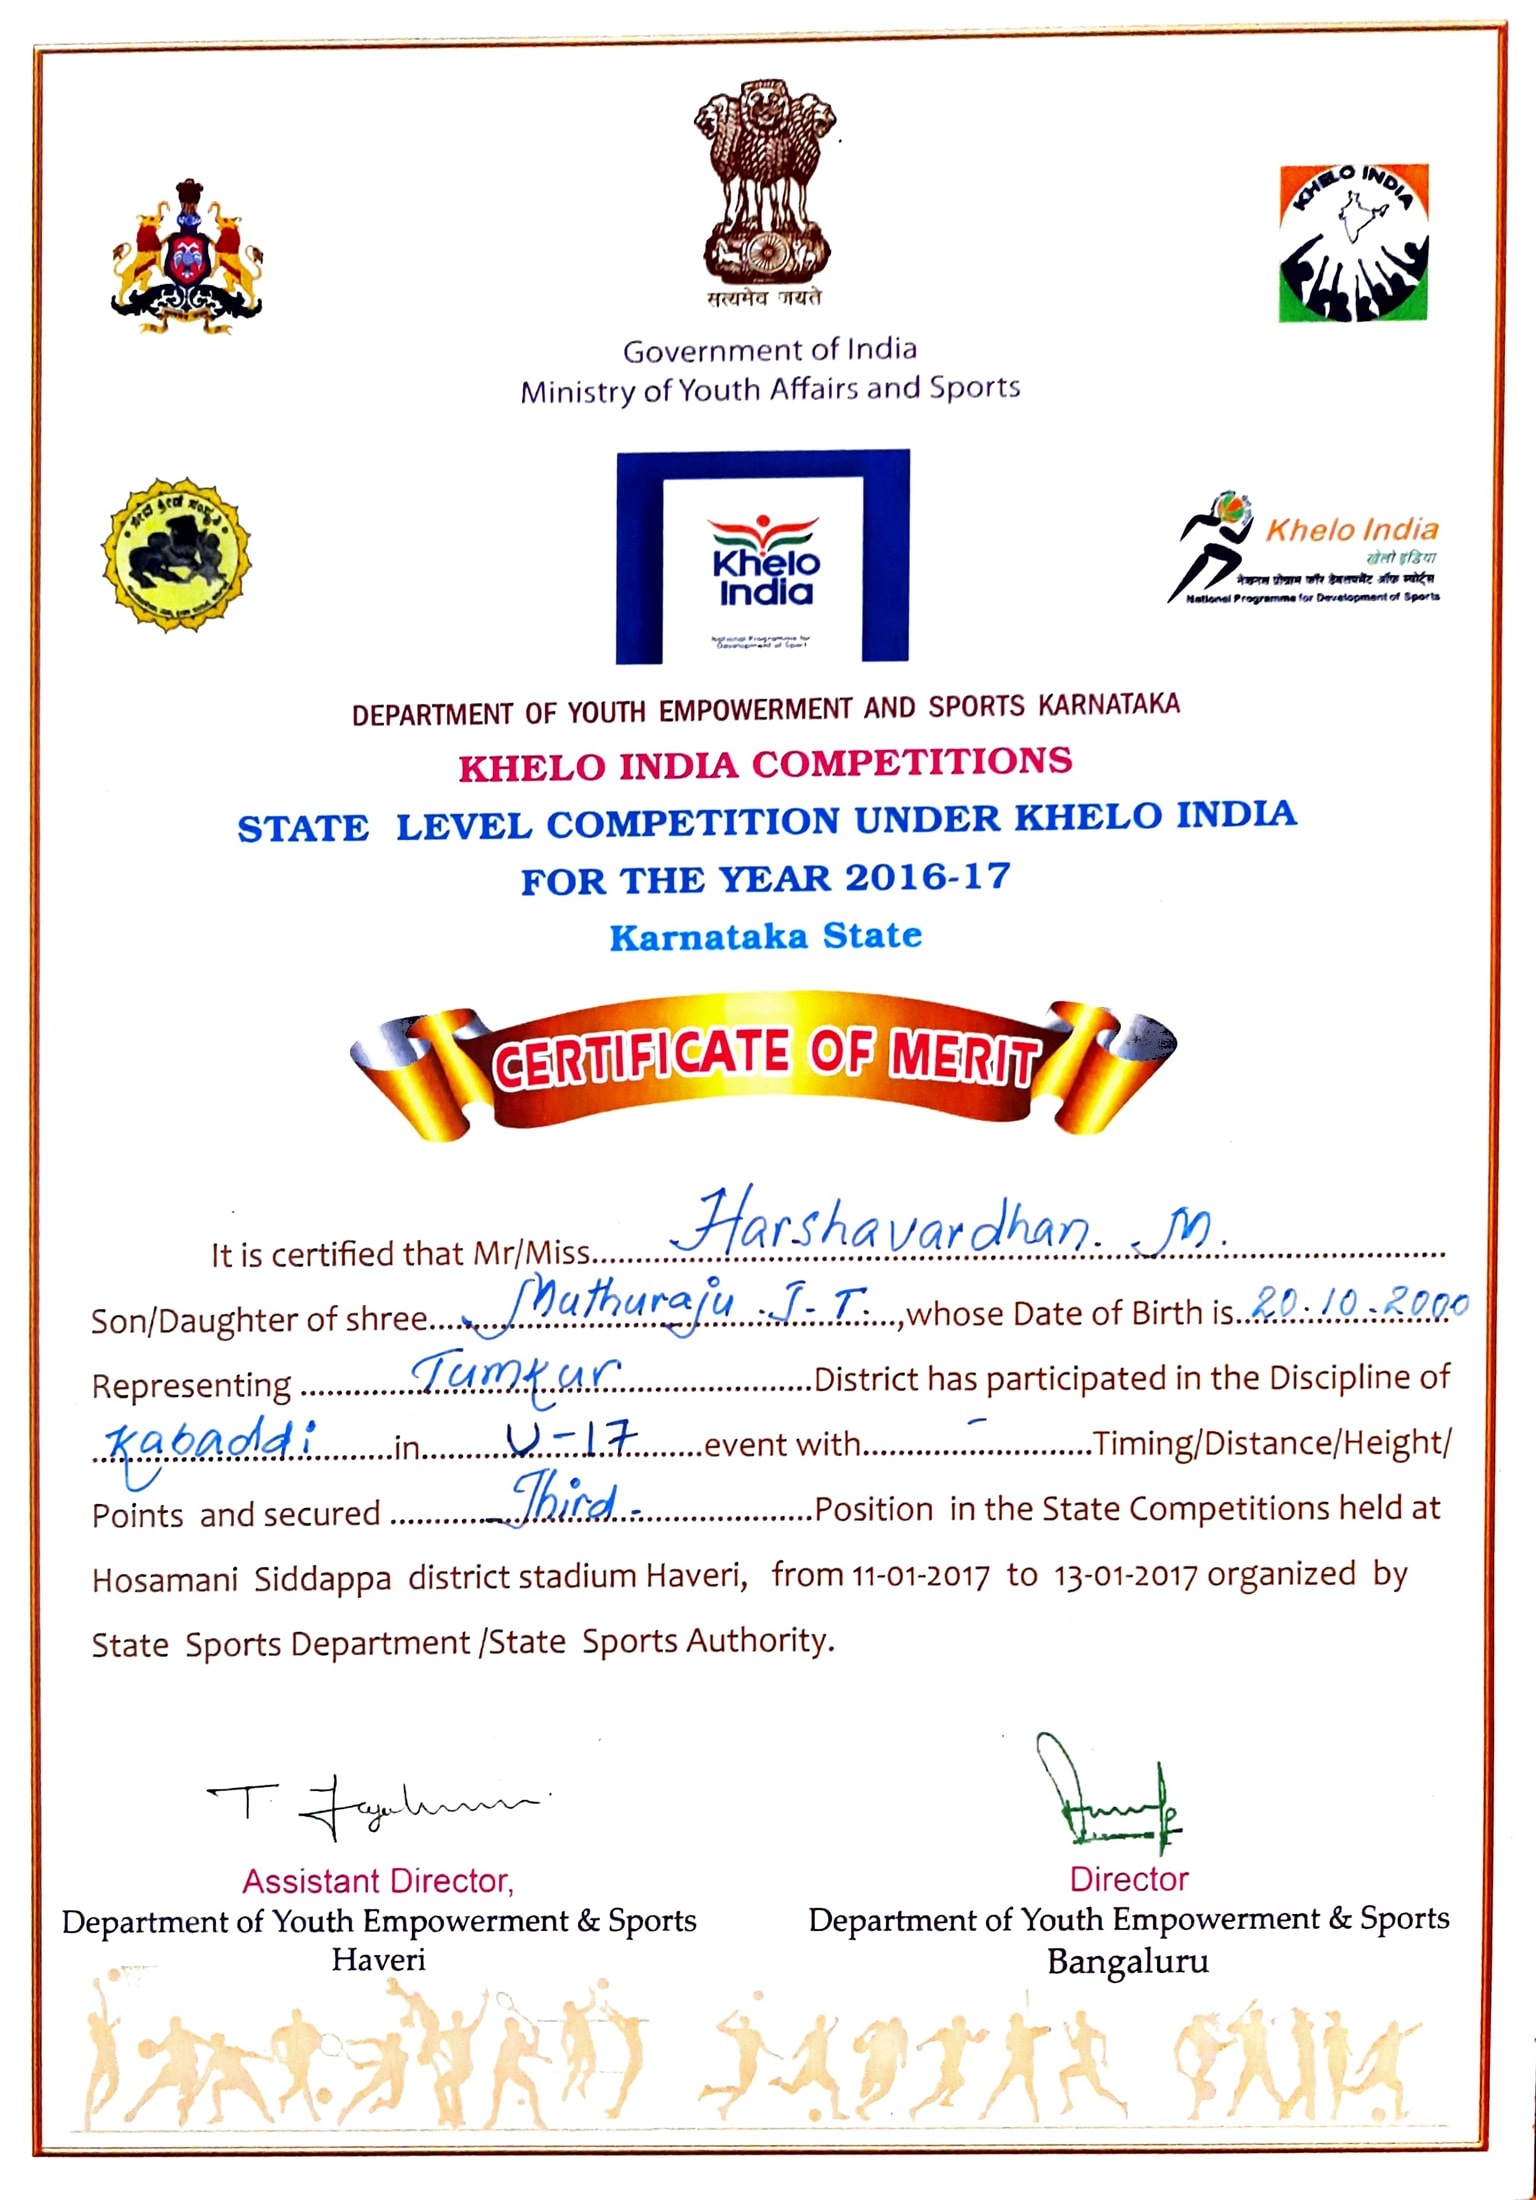 सत्यमेव जयते
KHELO INDIA
Government of India
Ministry of Youth Affairs and Sports
Khelo
India
National Programme for
Development of Sport
Khelo India
खेलो इंडिया
नेशनल प्रोग्राम फॉर डेवलपमेंट ऑफ स्पोर्ट्स
National Programme for Development of Sports
DEPARTMENT OF YOUTH EMPOWERMENT AND SPORTS KARNATAKA
KHELO INDIA COMPETITIONS
STATE LEVEL COMPETITION UNDER KHELO INDIA
FOR THE YEAR 2016-17
Karnataka State
CERTIFICATE OF MERIT
It is certified that Mr/Miss Harshavardhan. M.
Son/Daughter of shree Muthuraju .J. T. ,whose Date of Birth is 20.10.2000
Representing Tumkur District has participated in the Discipline of
Kabaddi in U-17 event with - Timing/Distance/Height/
Points and secured Third. Position in the State Competitions held at
Hosamani Siddappa district stadium Haveri, from 11-01-2017 to 13-01-2017 organized by
State Sports Department /State Sports Authority.
Assistant Director,
Department of Youth Empowerment & Sports
Haveri
Director
Department of Youth Empowerment & Sports
Bangaluru